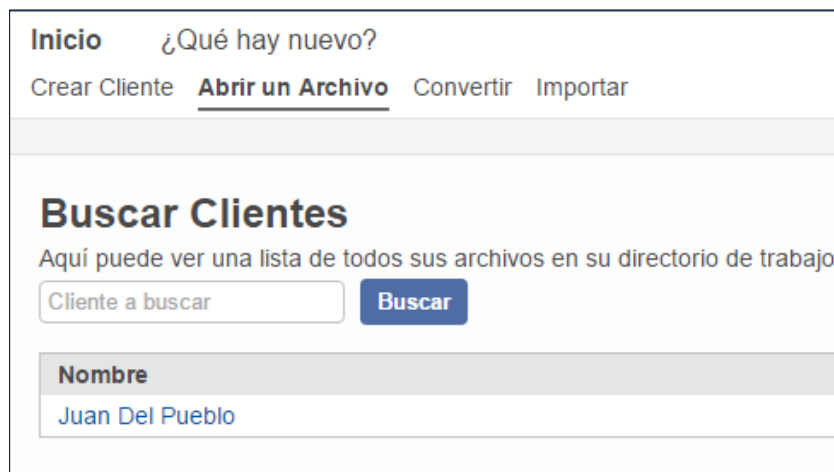 Inicio ¿Qué hay nuevo?
Crear Cliente Abrir un Archivo Convertir Importar
Buscar Clientes
Aquí puede ver una lista de todos sus archivos en su directorio de trabajo
Cliente a buscar Buscar
Nombre
Juan Del Pueblo